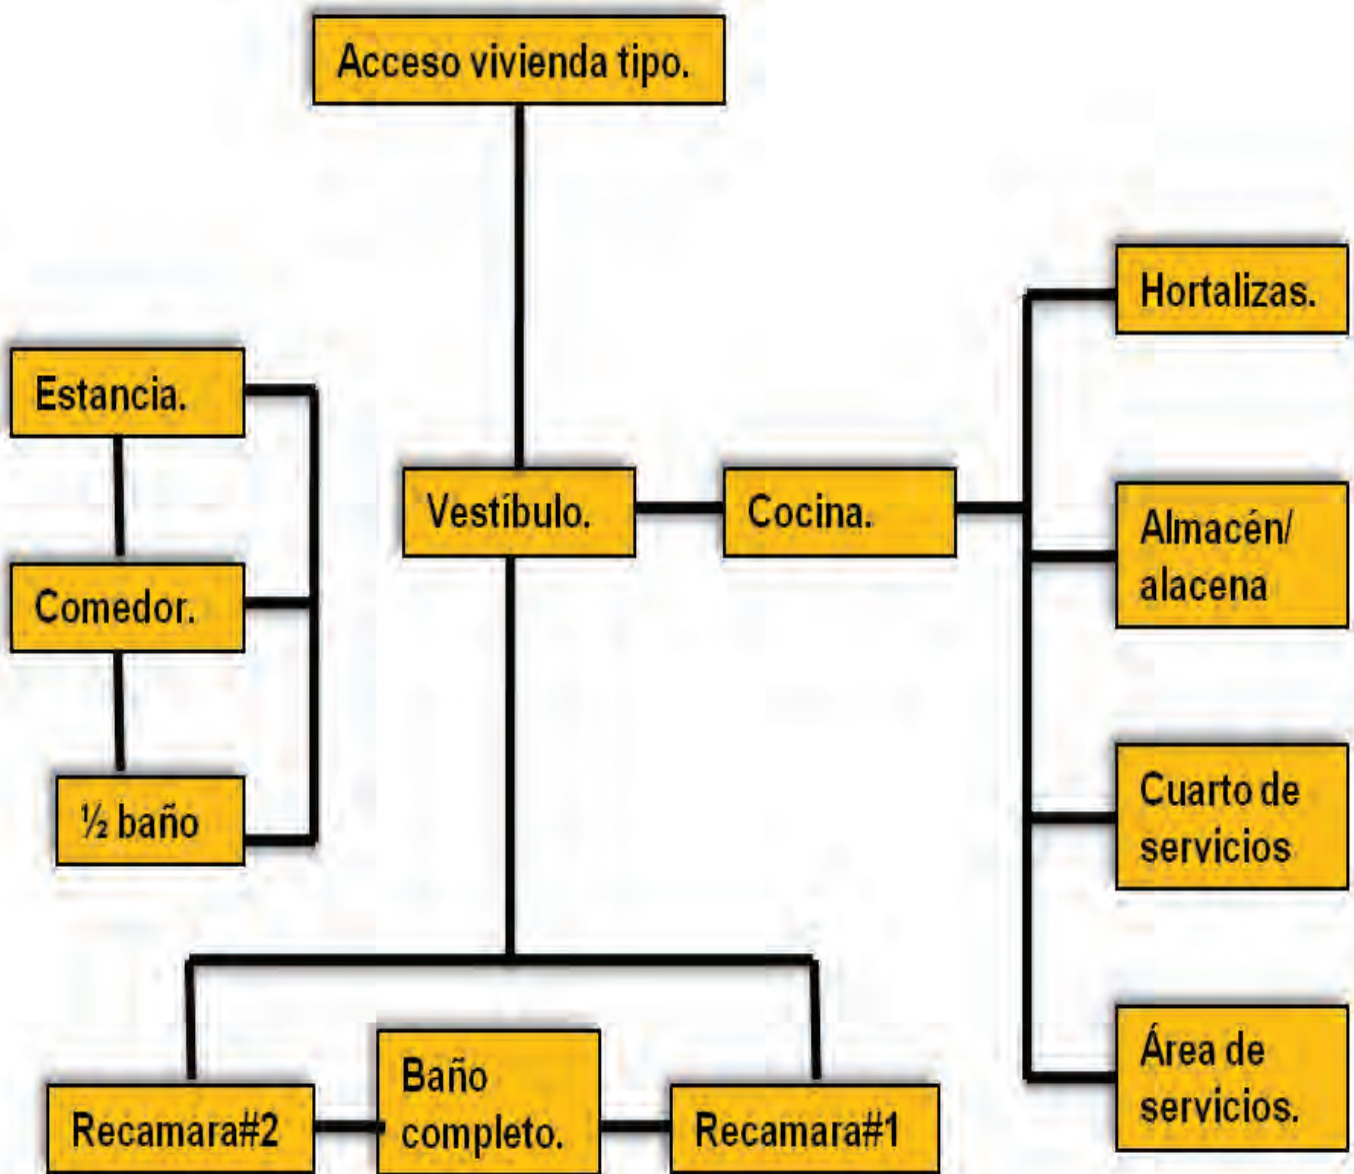 Acceso vivienda tipo.
Hortalizas.
Estancia.
Vestíbulo.
Cocina.
Almacén/
alacena
Comedor.
½ baño
Cuarto de
servicios
Área de
servicios.
Recamara#2
Baño
completo.
Recamara#1